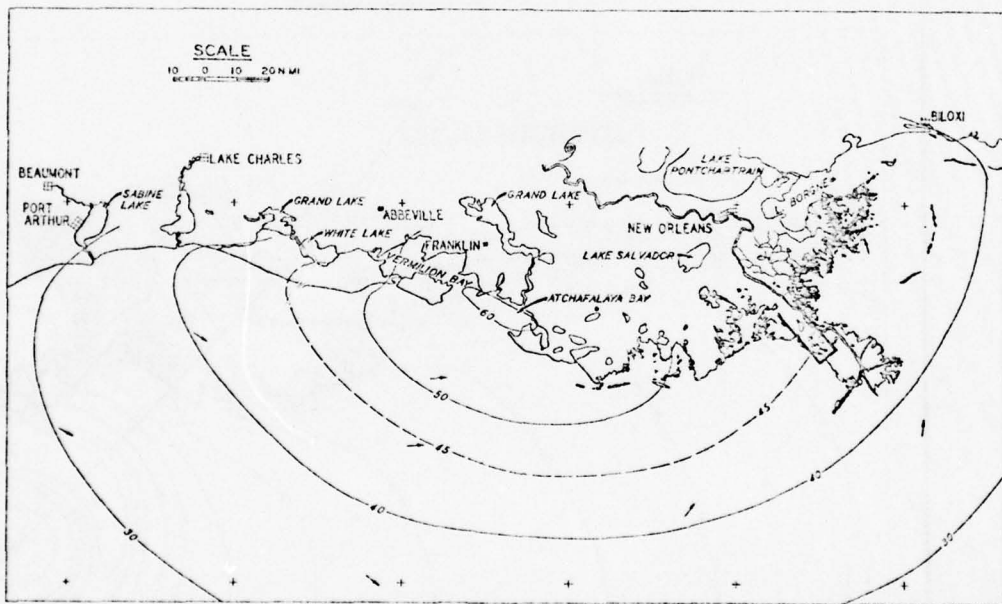 SCALE
10 0 10 20 N MI
BILOXI
LAKE CHARLES
BEAUMONT
LAKE PONTCHARTRAIN
SABINE LAKE
PORT ARTHUR
GRAND LAKE
ABBEVILLE
GRAND LAKE
BORGNE
WHITE LAKE
NEW ORLEANS
FRANKLIN
LAKE SALVADOR
VERMILION BAY
ATCHAFALAYA BAY
60
50
45
45
40
40
30
30